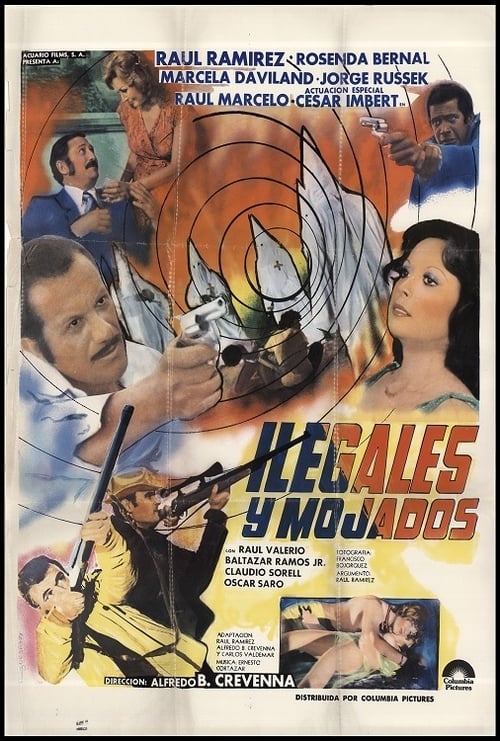 ACUARIO FILMS, S.A.
PRESENTA A:
RAUL RAMIREZ · ROSENDA BERNAL
MARCELA DAVILAND · JORGE RUSSEK
ACTUACION ESPECIAL
RAUL MARCELO · CESAR IMBERT EN
ILEGALES
Y MOJADOS
CON RAUL VALERIO
BALTAZAR RAMOS JR.
CLAUDIO SORELL
OSCAR SARO
FOTOGRAFIA:
FRANCISCO
BOJORQUEZ
ARGUMENTO:
RAUL RAMIREZ
ADAPTACION:
RAUL RAMIREZ
ALFREDO B. CREVENNA
Y CARLOS VALDEMAR
MUSICA: ERNESTO
CORTAZAR
DIRECCION: ALFREDO B. CREVENNA
Columbia
Pictures
DISTRIBUIDA POR COLUMBIA PICTURES